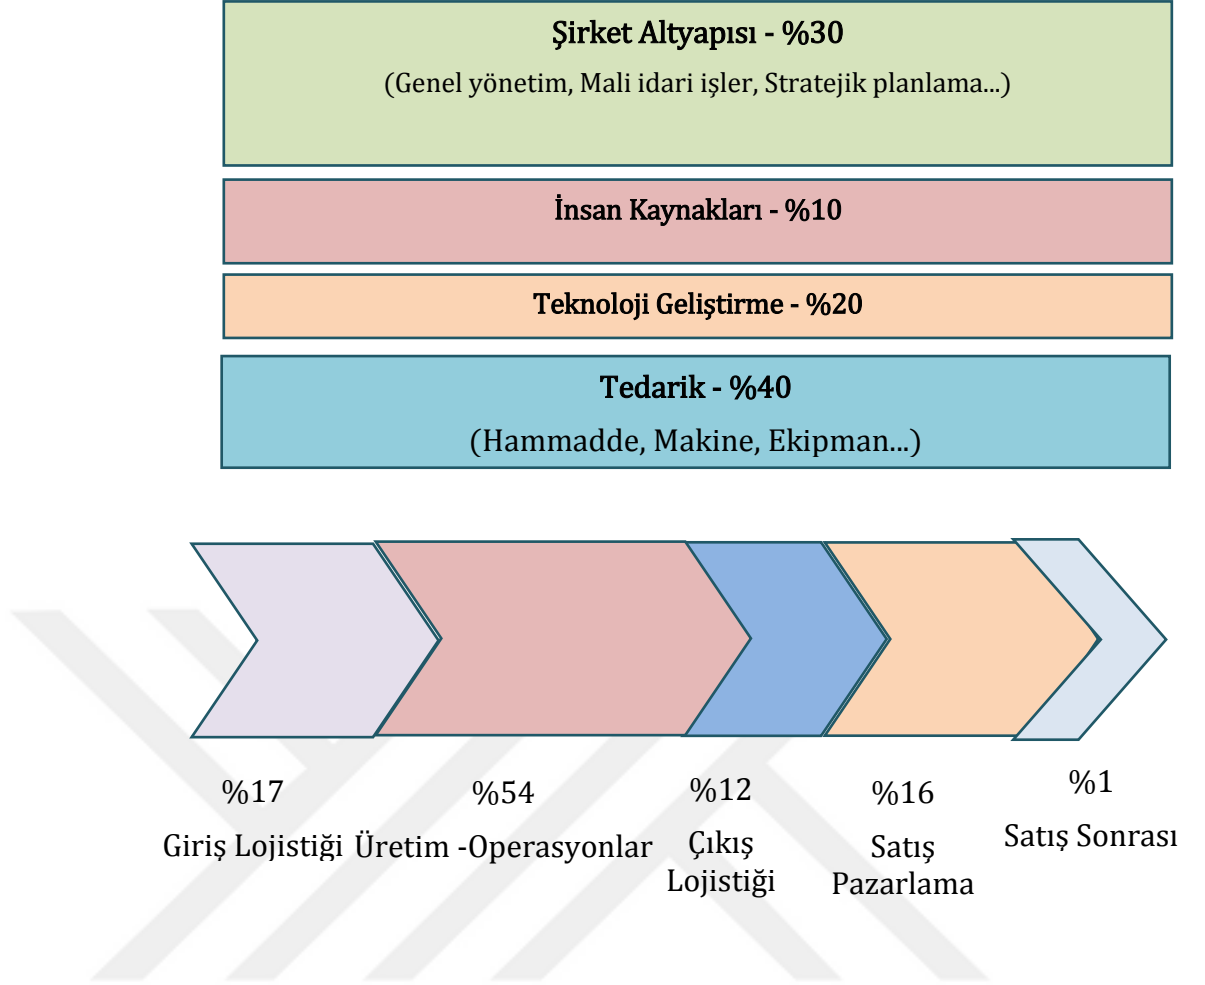 Şirket Altyapısı - %30
(Genel yönetim, Mali idari işler, Stratejik planlama...)
İnsan Kaynakları - %10
Teknoloji Geliştirme - %20
Tedarik - %40
(Hammadde, Makine, Ekipman...)
%17
Giriş Lojistiği
%54
Üretim -Operasyonlar
%12
Çıkış
Lojistiği
%16
Satış
Pazarlama
%1
Satış Sonrası